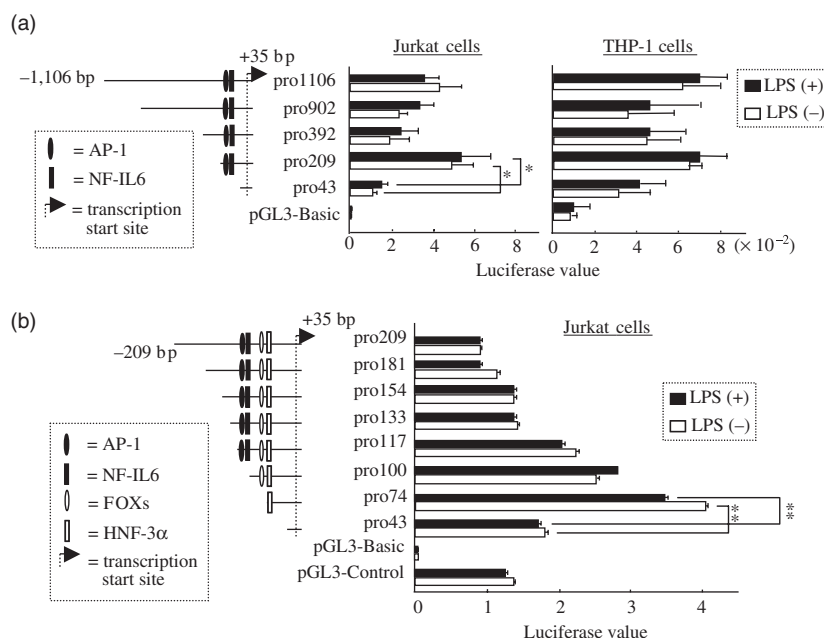 (a)
+35 bp
−1,106 bp
= AP-1
= NF-IL6
= transcription
start site
Jurkat cells
pro1106
pro902
pro392
pro209
pro43
pGL3-Basic
*
*
0 2 4 6 8
THP-1 cells
0 2 4 6 8 (× 10−2)
Luciferase value
LPS (+)
LPS (−)
(b)
+35 bp
−209 bp
= AP-1
= NF-IL6
= FOXs
= HNF-3α
= transcription
start site
Jurkat cells
pro209
pro181
pro154
pro133
pro117
pro100
pro74
pro43
pGL3-Basic
pGL3-Control
**
**
0 1 2 3 4
Luciferase value
LPS (+)
LPS (−)